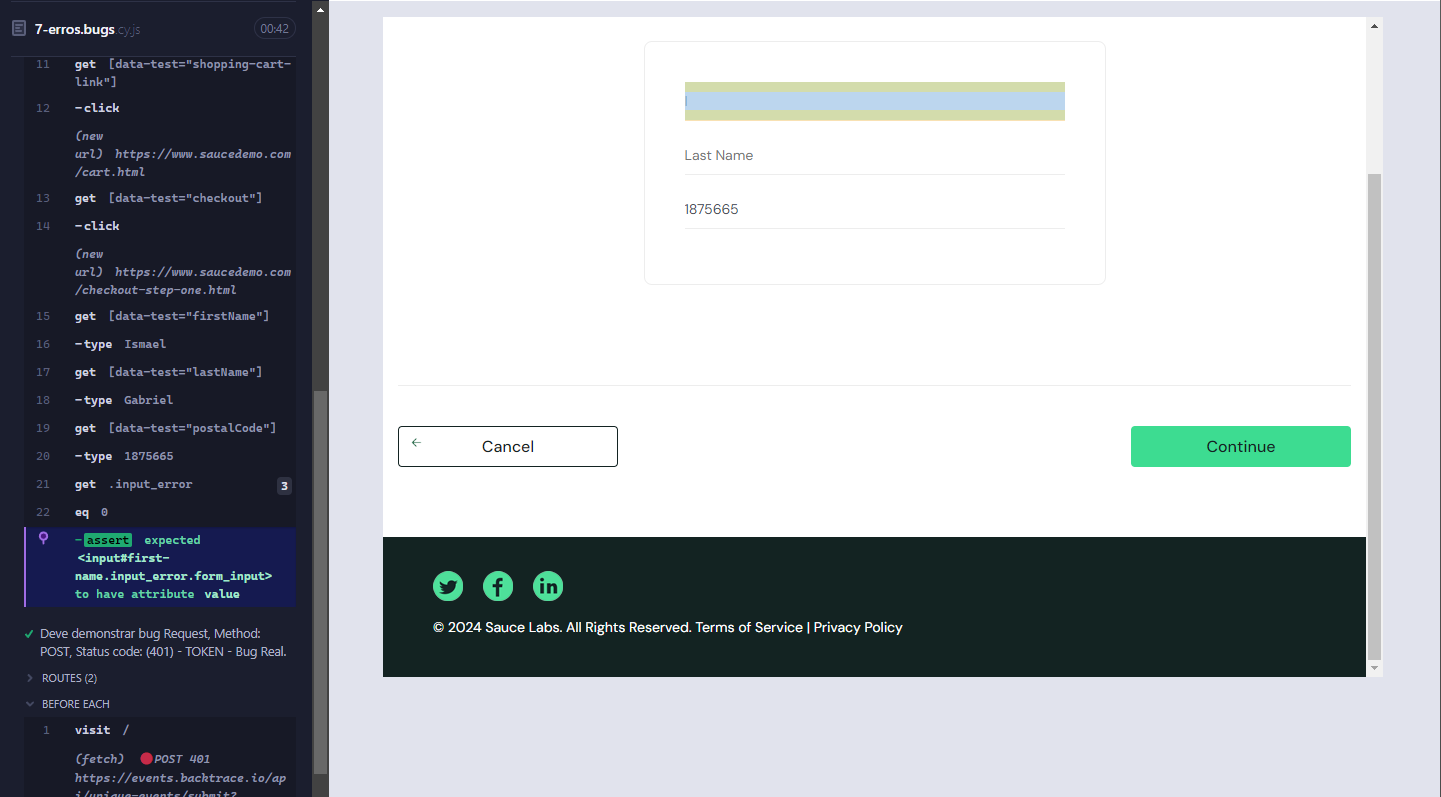 7-erros.bugs.cy.js
00:42
11 get [data-test="shopping-cart-
link"]
12 -click
(new
url) https://www.saucedemo.com
/cart.html
13 get [data-test="checkout"]
14 -click
(new
url) https://www.saucedemo.com
/checkout-step-one.html
15 get [data-test="firstName"]
16 -type Ismael
17 get [data-test="lastName"]
18 -type Gabriel
19 get [data-test="postalCode"]
20 -type 1875665
21 get .input_error 3
22 eq 0
-assert expected
<input#first-
name.input_error.form_input>
to have attribute value
Deve demonstrar bug Request, Method:
POST, Status code: (401) - TOKEN - Bug Real.
ROUTES (2)
BEFORE EACH
1 visit /
(fetch) POST 401
https://events.backtrace.io/ap
i/unique-events/submit?
Last Name
1875665
Cancel
Continue
© 2024 Sauce Labs. All Rights Reserved. Terms of Service | Privacy Policy